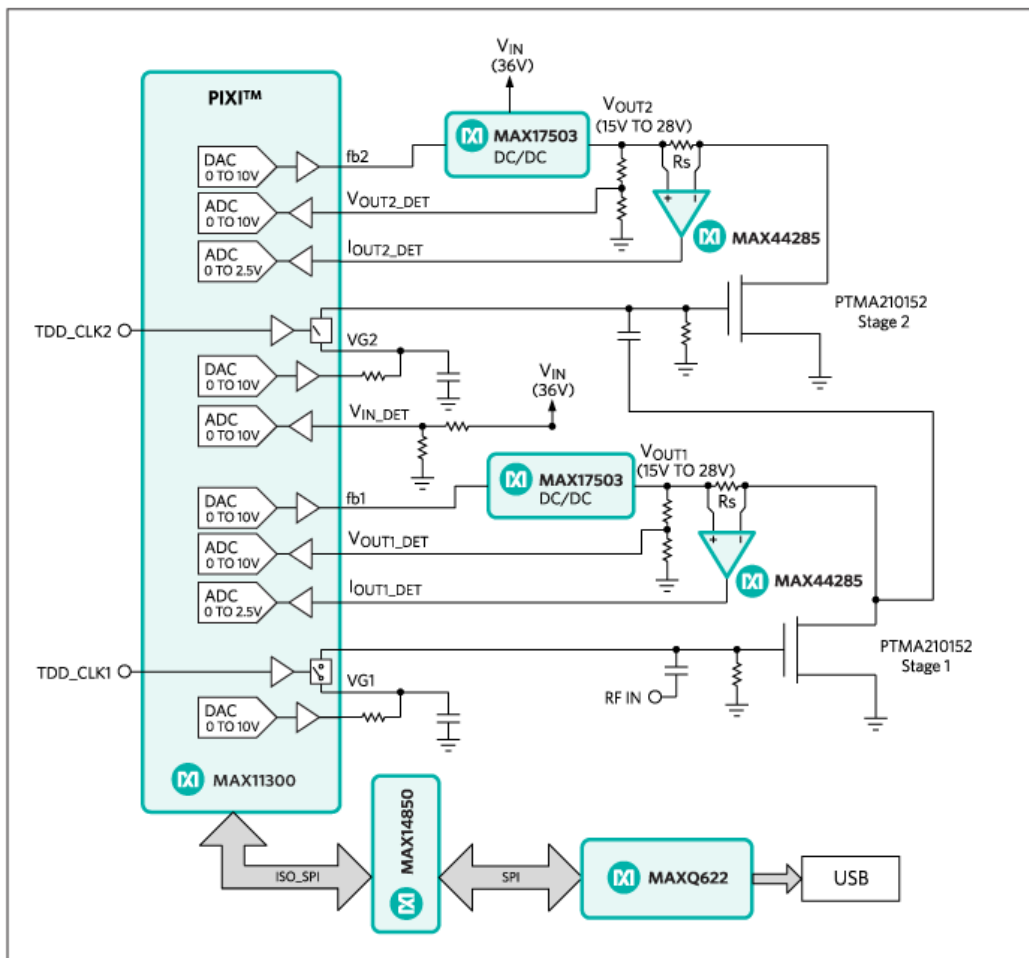 VIN
(36V)
PIXI™
MAX17503
DC/DC
VOUT2
(15V TO 28V)
DAC
0 TO 10V
fb2
Rs
ADC
0 TO 10V
VOUT2_DET
+ −
MAX44285
ADC
0 TO 2.5V
IOUT2_DET
PTMA210152
Stage 2
TDD_CLK2
VG2
DAC
0 TO 10V
VIN
(36V)
ADC
0 TO 10V
VIN_DET
VOUT1
(15V TO 28V)
MAX17503
DC/DC
DAC
0 TO 10V
fb1
Rs
ADC
0 TO 10V
VOUT1_DET
+ −
MAX44285
ADC
0 TO 2.5V
IOUT1_DET
PTMA210152
Stage 1
TDD_CLK1
VG1
RF IN
DAC
0 TO 10V
MAX11300
MAX14850
ISO_SPI
SPI
MAXQ622
USB